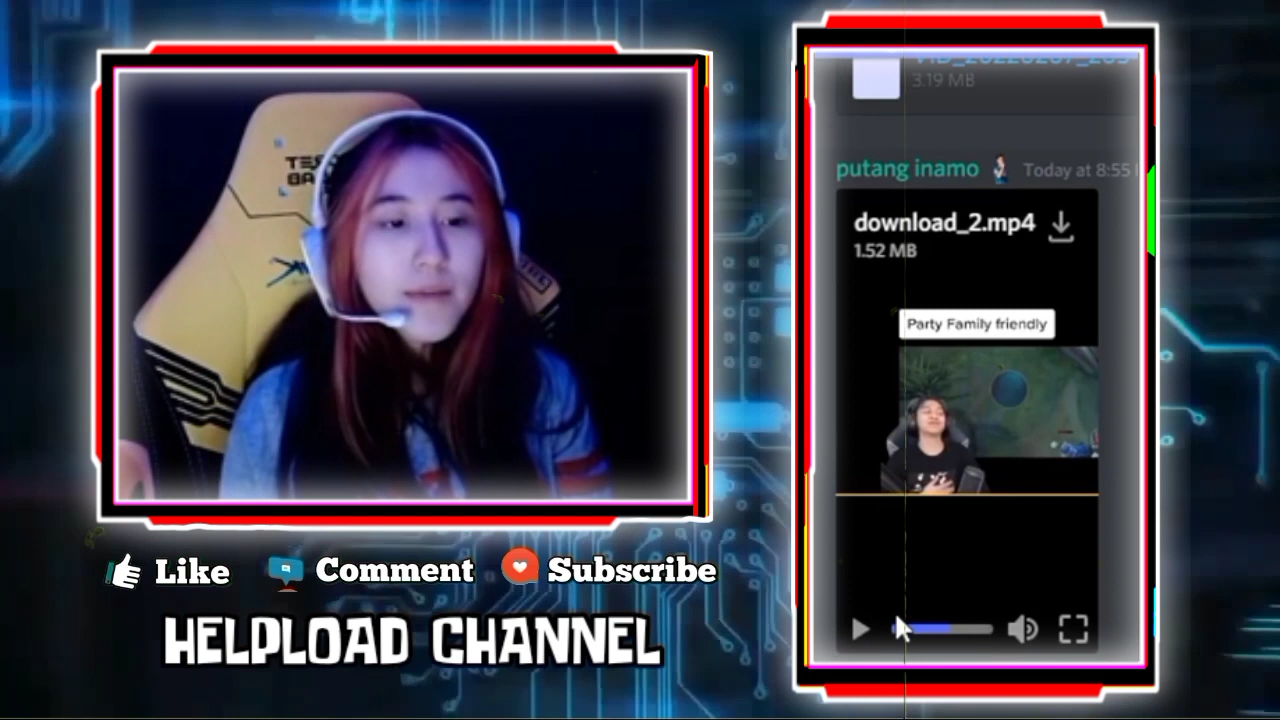 3.19 MB
putang inamo Today at 8:55
download_2.mp4
1.52 MB
Party Family friendly
Like Comment Subscribe
HELPLOAD CHANNEL